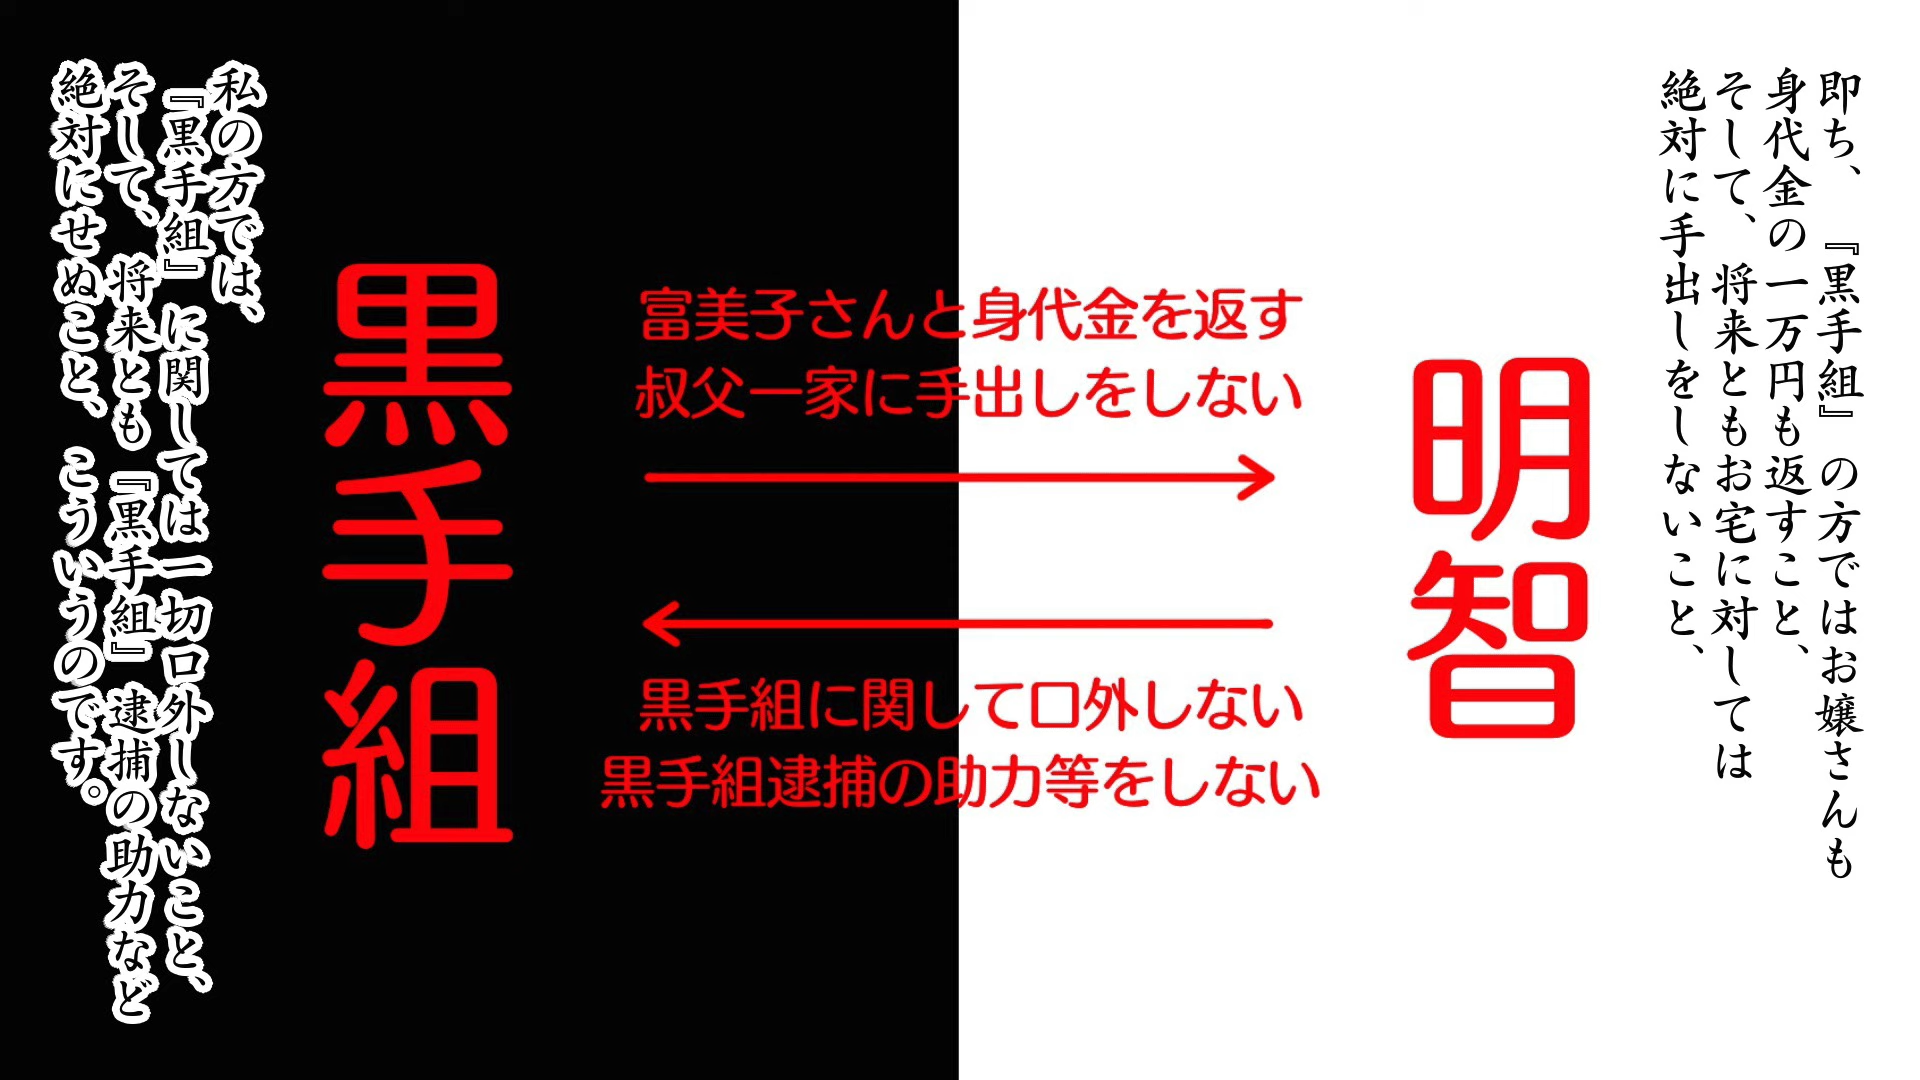 即ち、『黒手組』の方ではお嬢さんも
身代金の一万円も返すこと、
そして、将来ともお宅に対しては
絶対に手出しをしないこと、
明智
富美子さんと身代金を返す
叔父一家に手出しをしない
黒手組に関して口外しない
黒手組逮捕の助力等をしない
黒手組
私の方では、
『黒手組』に関しては一切口外しないこと、
そして、将来とも『黒手組』逮捕の助力など
絶対にせぬこと、こういうのです。